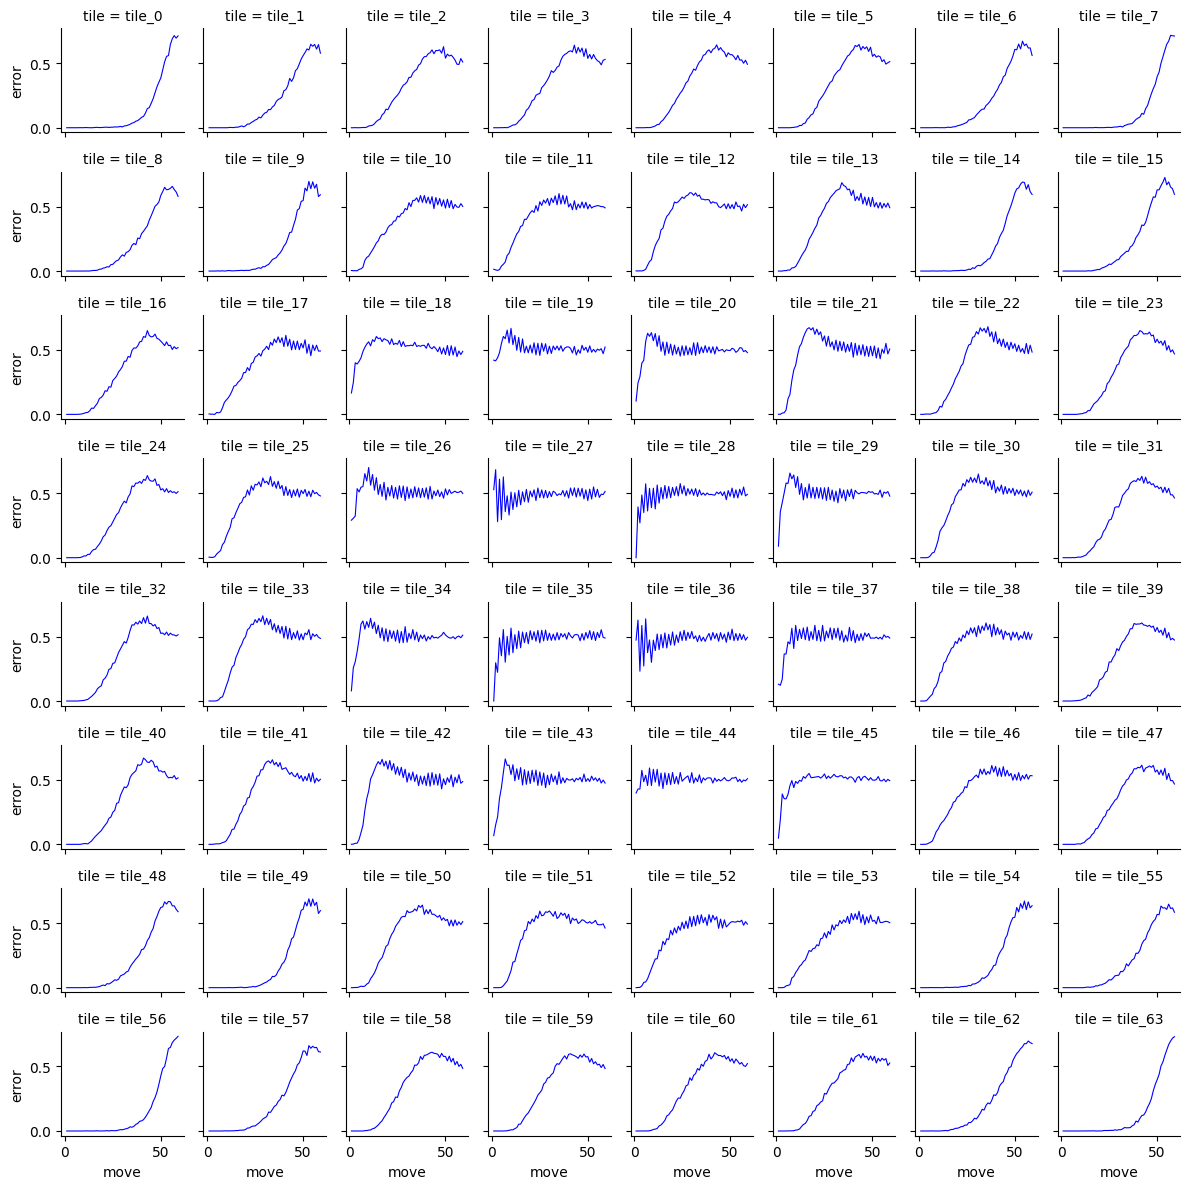 tile = tile_0 tile = tile_1 tile = tile_2 tile = tile_3 tile = tile_4 tile = tile_5 tile = tile_6 tile = tile_7
error
0.5
0.0
tile = tile_8 tile = tile_9 tile = tile_10 tile = tile_11 tile = tile_12 tile = tile_13 tile = tile_14 tile = tile_15
error
0.5
0.0
tile = tile_16 tile = tile_17 tile = tile_18 tile = tile_19 tile = tile_20 tile = tile_21 tile = tile_22 tile = tile_23
error
0.5
0.0
tile = tile_24 tile = tile_25 tile = tile_26 tile = tile_27 tile = tile_28 tile = tile_29 tile = tile_30 tile = tile_31
error
0.5
0.0
tile = tile_32 tile = tile_33 tile = tile_34 tile = tile_35 tile = tile_36 tile = tile_37 tile = tile_38 tile = tile_39
error
0.5
0.0
tile = tile_40 tile = tile_41 tile = tile_42 tile = tile_43 tile = tile_44 tile = tile_45 tile = tile_46 tile = tile_47
error
0.5
0.0
tile = tile_48 tile = tile_49 tile = tile_50 tile = tile_51 tile = tile_52 tile = tile_53 tile = tile_54 tile = tile_55
error
0.5
0.0
tile = tile_56 tile = tile_57 tile = tile_58 tile = tile_59 tile = tile_60 tile = tile_61 tile = tile_62 tile = tile_63
error
0.5
0.0
0 50 0 50 0 50 0 50 0 50 0 50 0 50 0 50
move move move move move move move move